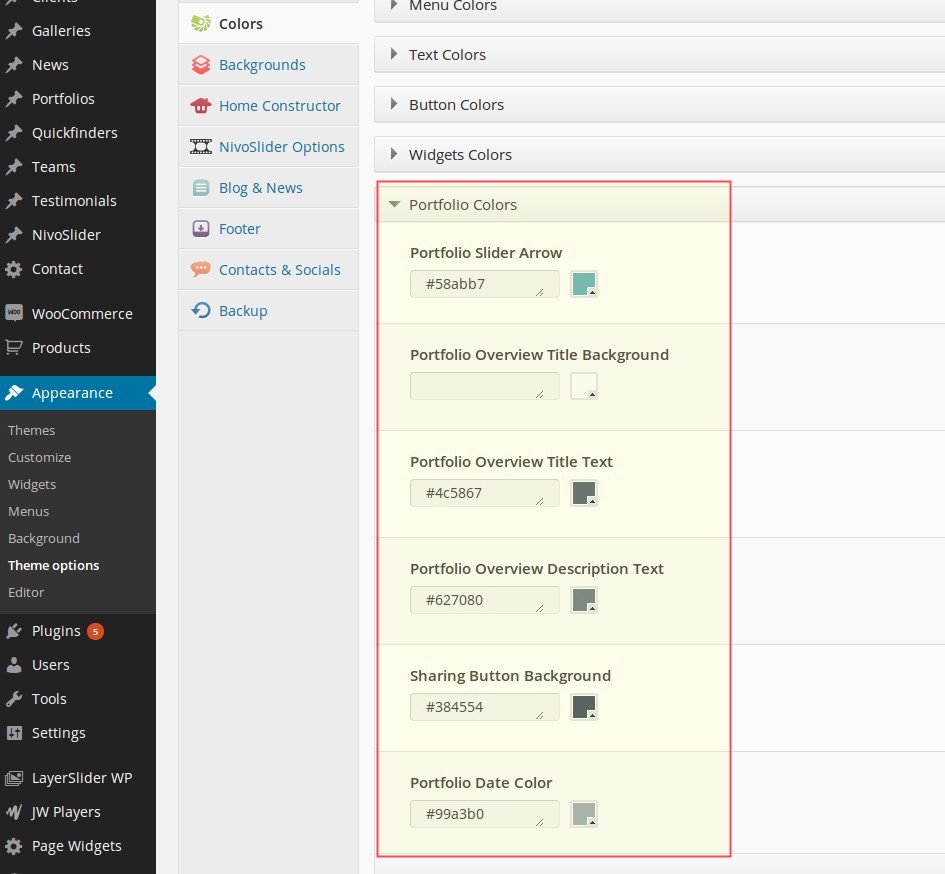 Clients
Galleries
News
Portfolios
Quickfinders
Teams
Testimonials
NivoSlider
Contact
WOO
WooCommerce
Products
Appearance
Themes
Customize
Widgets
Menus
Background
Theme options
Editor
Plugins 5
Users
Tools
Settings
LayerSlider WP
JW Players
Page Widgets
Colors
Backgrounds
Home Constructor
NivoSlider Options
Blog & News
Footer
Contacts & Socials
Backup
Menu Colors
Text Colors
Button Colors
Widgets Colors
Portfolio Colors
Portfolio Slider Arrow
#58abb7
Portfolio Overview Title Background
Portfolio Overview Title Text
#4c5867
Portfolio Overview Description Text
#627080
Sharing Button Background
#384554
Portfolio Date Color
#99a3b0